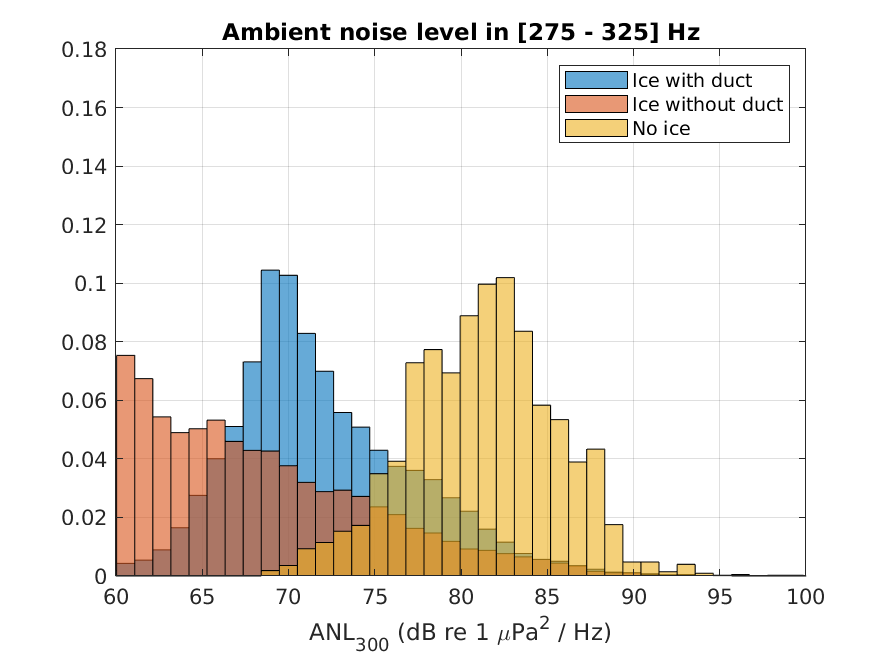 Ambient noise level in [275 - 325] Hz
0.18
0.16
0.14
0.12
0.1
0.08
0.06
0.04
0.02
0
Ice with duct
Ice without duct
No ice
60 65 70 75 80 85 90 95 100
ANL300 (dB re 1 μPa2 / Hz)